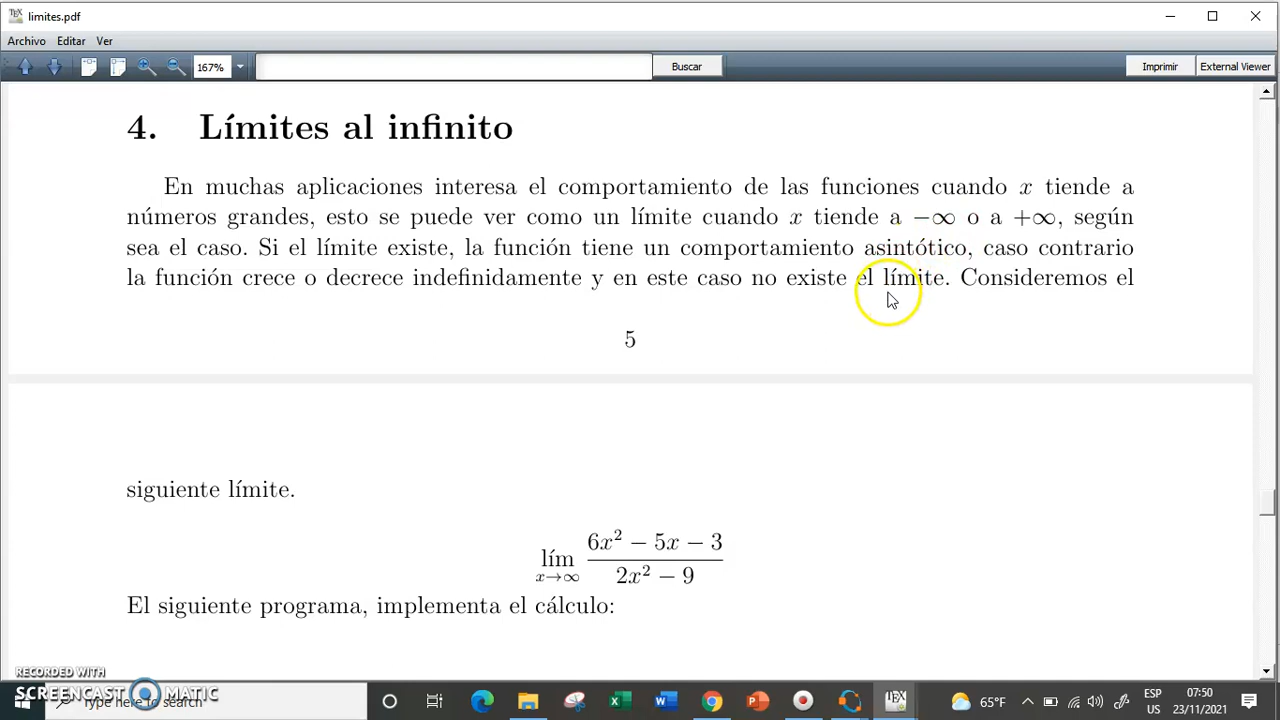 limites.pdf
Archivo Editar Ver
167% Buscar Imprimir External Viewer
4. Límites al infinito
En muchas aplicaciones interesa el comportamiento de las funciones cuando x tiende a
números grandes, esto se puede ver como un límite cuando x tiende a −∞ o a +∞, según
sea el caso. Si el límite existe, la función tiene un comportamiento asintótico, caso contrario
la función crece o decrece indefinidamente y en este caso no existe el límite. Consideremos el
5
siguiente límite.
lím x→∞ (6x² − 5x − 3)/(2x² − 9)
El siguiente programa, implementa el cálculo:
RECORDED WITH
SCREENCAST MATIC
Type here to search
65°F
ESP
US
07:50
23/11/2021